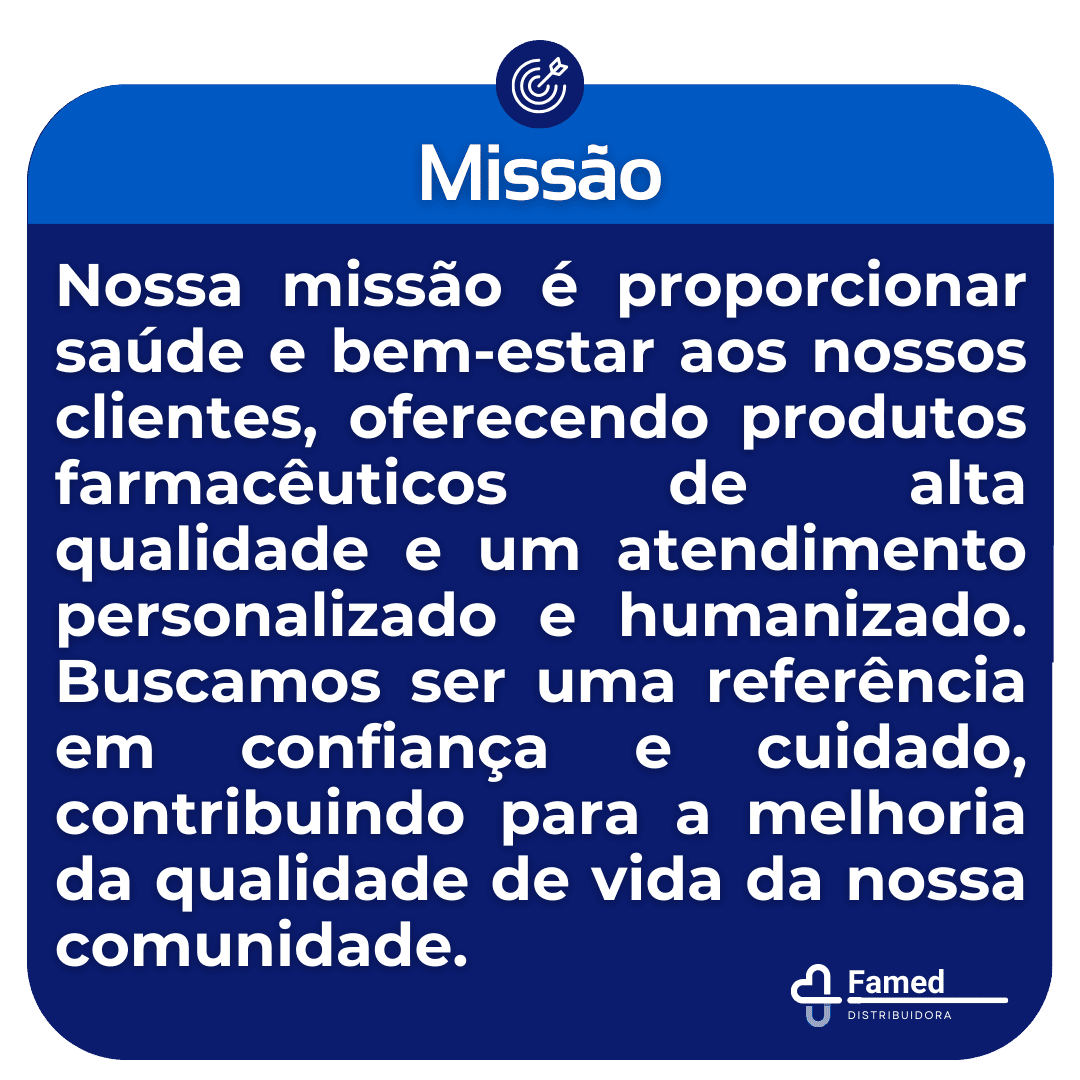 Missão
Nossa missão é proporcionar
saúde e bem-estar aos nossos
clientes, oferecendo produtos
farmacêuticos de alta
qualidade e um atendimento
personalizado e humanizado.
Buscamos ser uma referência
em confiança e cuidado,
contribuindo para a melhoria
da qualidade de vida da nossa
comunidade.
Famed
DISTRIBUIDORA